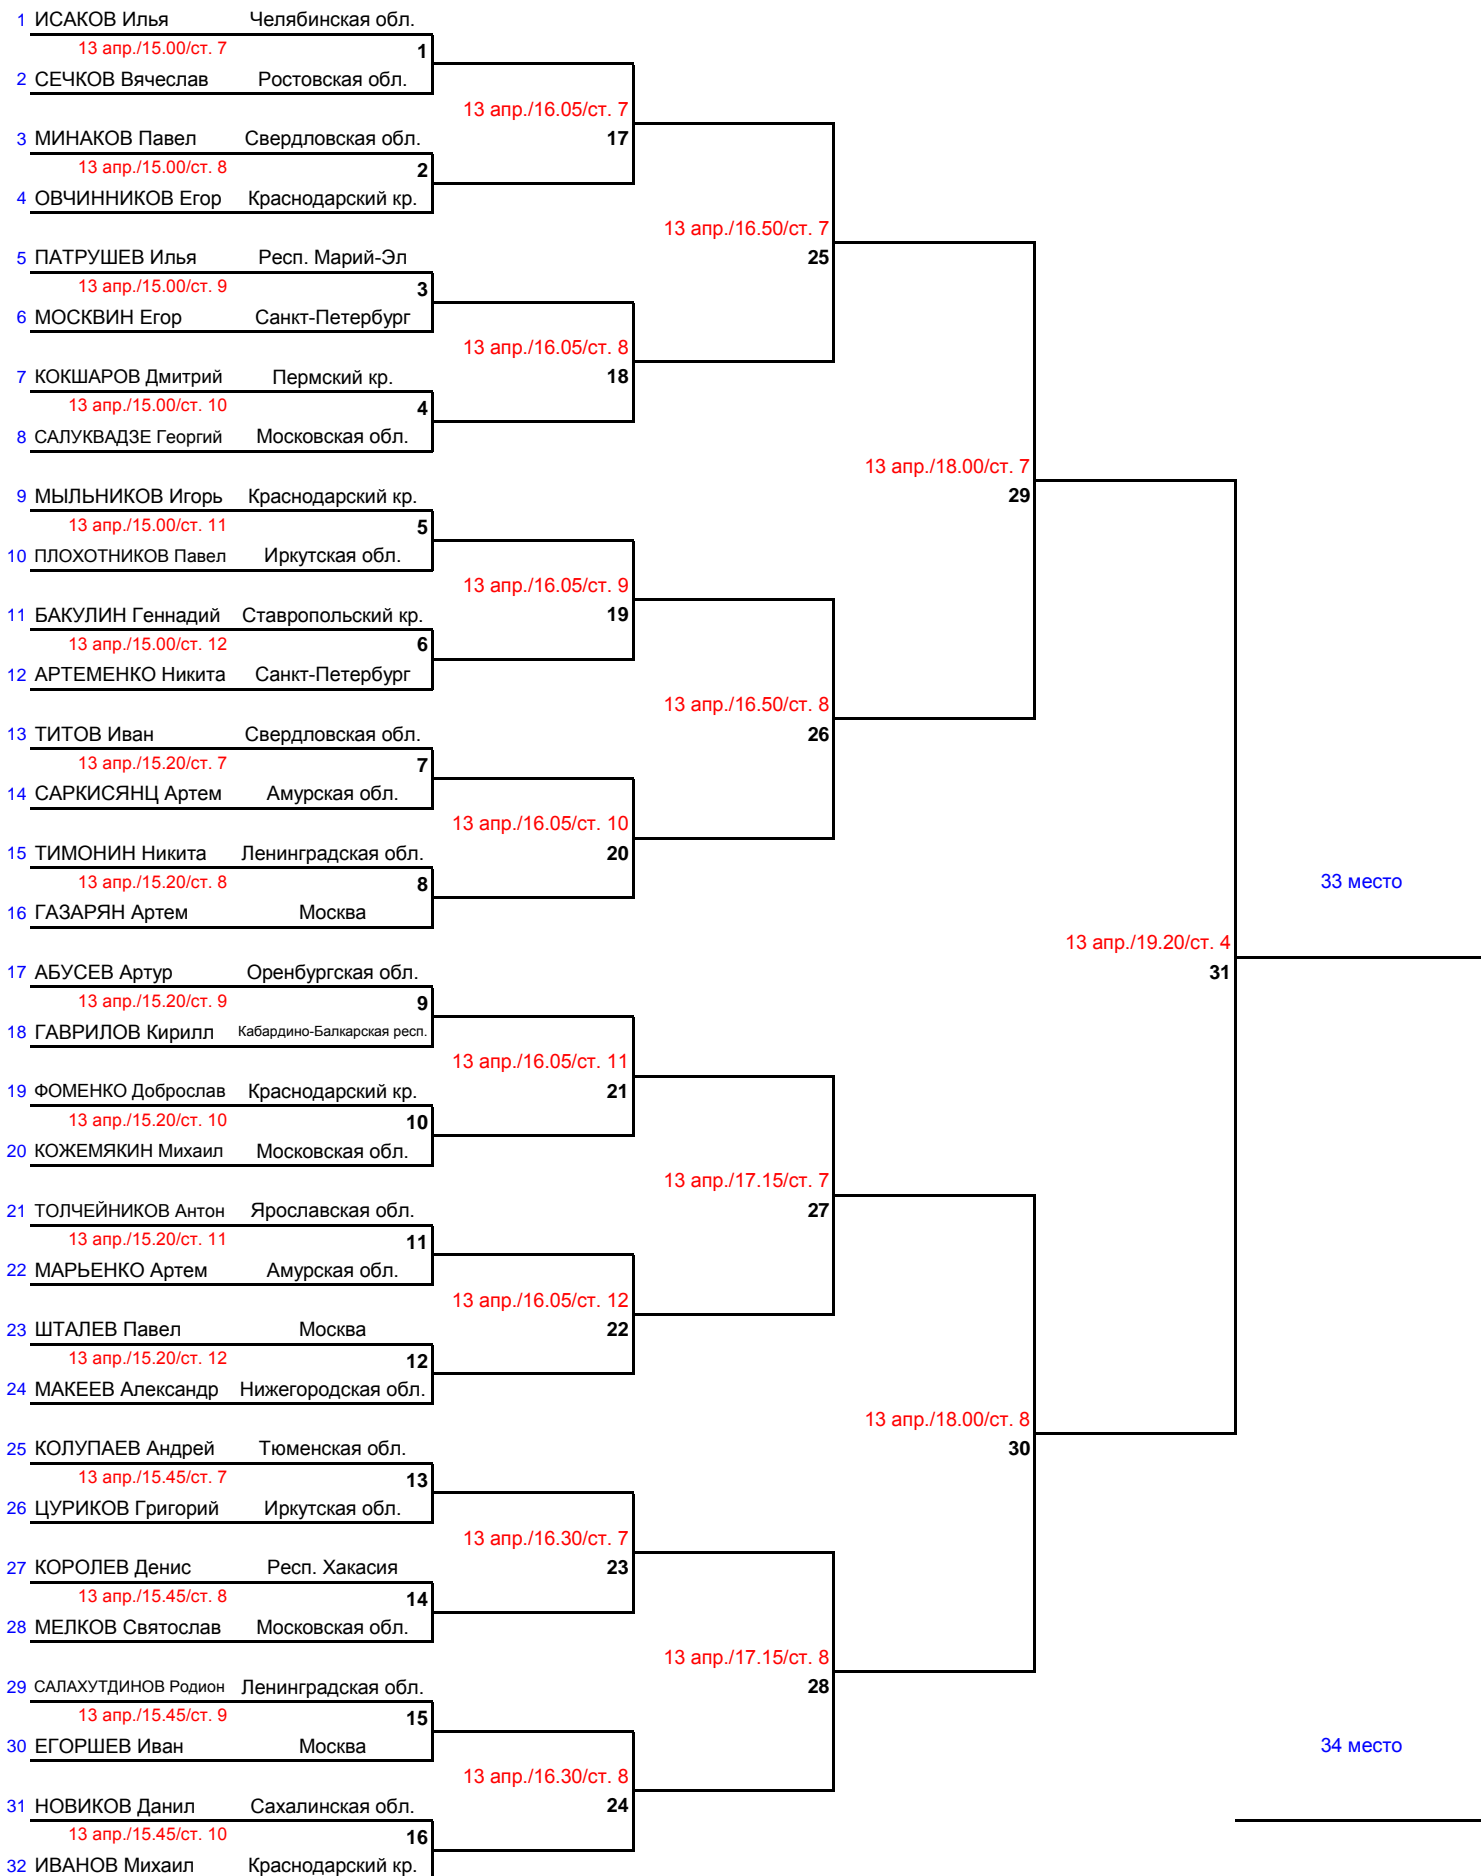 1 ИСАКОВ Илья Челябинская обл.
13 апр./15.00/ст. 7 1
2 СЕЧКОВ Вячеслав Ростовская обл.
13 апр./16.05/ст. 7
3 МИНАКОВ Павел Свердловская обл. 17
13 апр./15.00/ст. 8 2
4 ОВЧИННИКОВ Егор Краснодарский кр.
13 апр./16.50/ст. 7
5 ПАТРУШЕВ Илья Респ. Марий-Эл 25
13 апр./15.00/ст. 9 3
6 МОСКВИН Егор Санкт-Петербург
13 апр./16.05/ст. 8
7 КОКШАРОВ Дмитрий Пермский кр. 18
13 апр./15.00/ст. 10 4
8 САЛУКВАДЗЕ Георгий Московская обл.
13 апр./18.00/ст. 7
9 МЫЛЬНИКОВ Игорь Краснодарский кр. 29
13 апр./15.00/ст. 11 5
10 ПЛОХОТНИКОВ Павел Иркутская обл.
13 апр./16.05/ст. 9
11 БАКУЛИН Геннадий Ставропольский кр. 19
13 апр./15.00/ст. 12 6
12 АРТЕМЕНКО Никита Санкт-Петербург
13 апр./16.50/ст. 8
13 ТИТОВ Иван Свердловская обл. 26
13 апр./15.20/ст. 7 7
14 САРКИСЯНЦ Артем Амурская обл.
13 апр./16.05/ст. 10
15 ТИМОНИН Никита Ленинградская обл. 20
13 апр./15.20/ст. 8 8 33 место
16 ГАЗАРЯН Артем Москва
13 апр./19.20/ст. 4
17 АБУСЕВ Артур Оренбургская обл. 31
13 апр./15.20/ст. 9 9
18 ГАВРИЛОВ Кирилл Кабардино-Балкарская респ.
13 апр./16.05/ст. 11
19 ФОМЕНКО Доброслав Краснодарский кр. 21
13 апр./15.20/ст. 10 10
20 КОЖЕМЯКИН Михаил Московская обл.
13 апр./17.15/ст. 7
21 ТОЛЧЕЙНИКОВ Антон Ярославская обл. 27
13 апр./15.20/ст. 11 11
22 МАРЬЕНКО Артем Амурская обл.
13 апр./16.05/ст. 12
23 ШТАЛЕВ Павел Москва 22
13 апр./15.20/ст. 12 12
24 МАКЕЕВ Александр Нижегородская обл.
13 апр./18.00/ст. 8
25 КОЛУПАЕВ Андрей Тюменская обл. 30
13 апр./15.45/ст. 7 13
26 ЦУРИКОВ Григорий Иркутская обл.
13 апр./16.30/ст. 7
27 КОРОЛЕВ Денис Респ. Хакасия 23
13 апр./15.45/ст. 8 14
28 МЕЛКОВ Святослав Московская обл.
13 апр./17.15/ст. 8
29 САЛАХУТДИНОВ Родион Ленинградская обл. 28
13 апр./15.45/ст. 9 15
30 ЕГОРШЕВ Иван Москва 34 место
13 апр./16.30/ст. 8
31 НОВИКОВ Данил Сахалинская обл. 24
13 апр./15.45/ст. 10 16
32 ИВАНОВ Михаил Краснодарский кр.